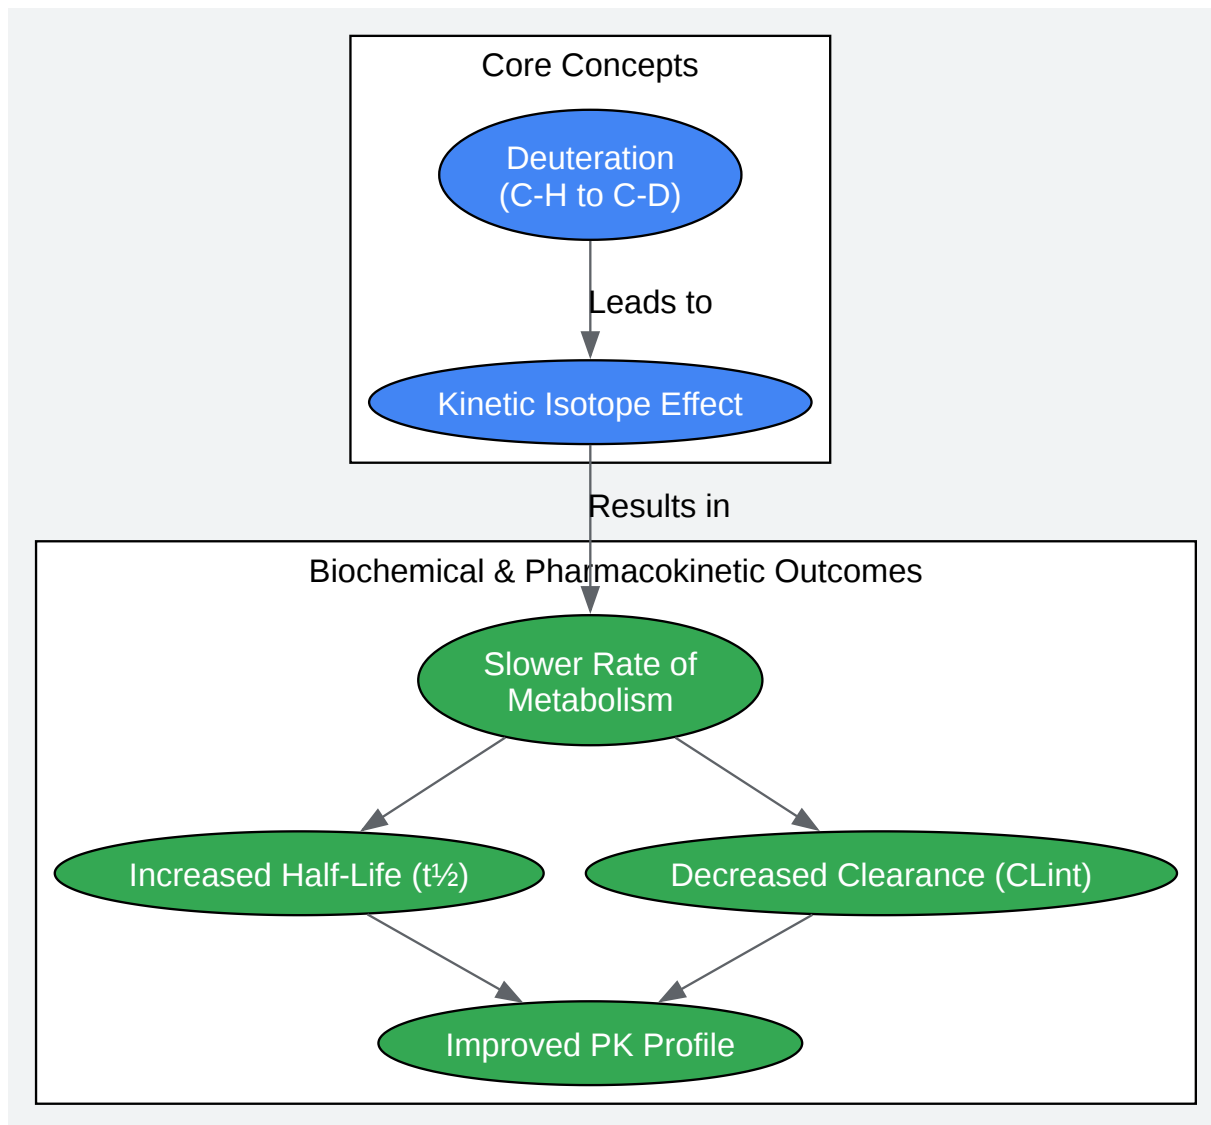 Core Concepts
Deuteration
(C-H to C-D)
Leads to
Kinetic Isotope Effect
Results in
Biochemical & Pharmacokinetic Outcomes
Slower Rate of
Metabolism
Increased Half-Life (t½)
Decreased Clearance (CLint)
Improved PK Profile